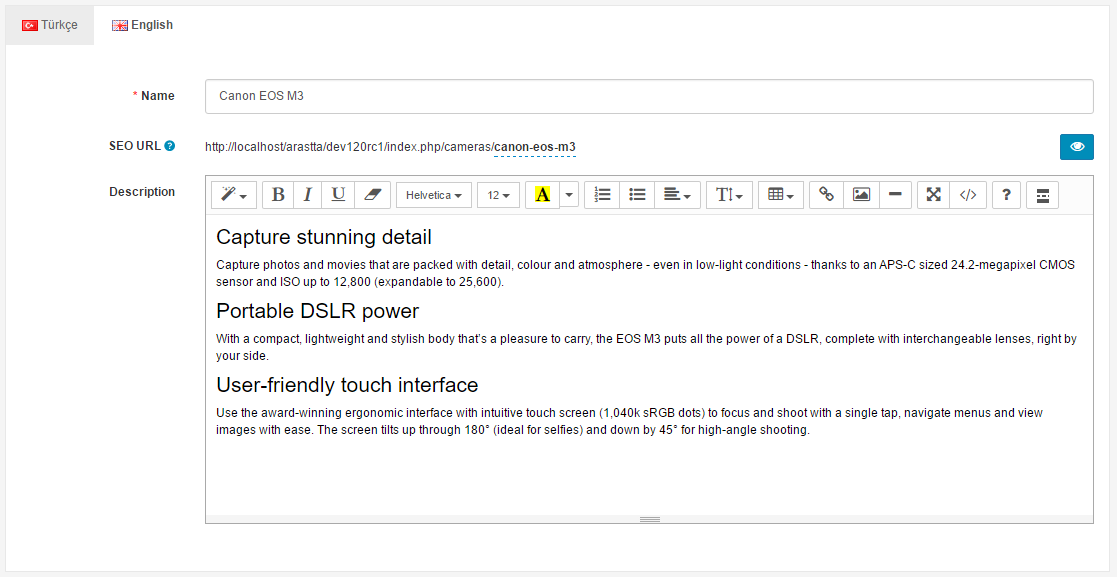 Türkçe English
* Name Canon EOS M3
SEO URL ? http://localhost/arastta/dev120rc1/index.php/cameras/canon-eos-m3
Description
B I U Helvetica 12 A T </> ?
Capture stunning detail
Capture photos and movies that are packed with detail, colour and atmosphere - even in low-light conditions - thanks to an APS-C sized 24.2-megapixel CMOS
sensor and ISO up to 12,800 (expandable to 25,600).
Portable DSLR power
With a compact, lightweight and stylish body that's a pleasure to carry, the EOS M3 puts all the power of a DSLR, complete with interchangeable lenses, right by
your side.
User-friendly touch interface
Use the award-winning ergonomic interface with intuitive touch screen (1,040k sRGB dots) to focus and shoot with a single tap, navigate menus and view
images with ease. The screen tilts up through 180° (ideal for selfies) and down by 45° for high-angle shooting.